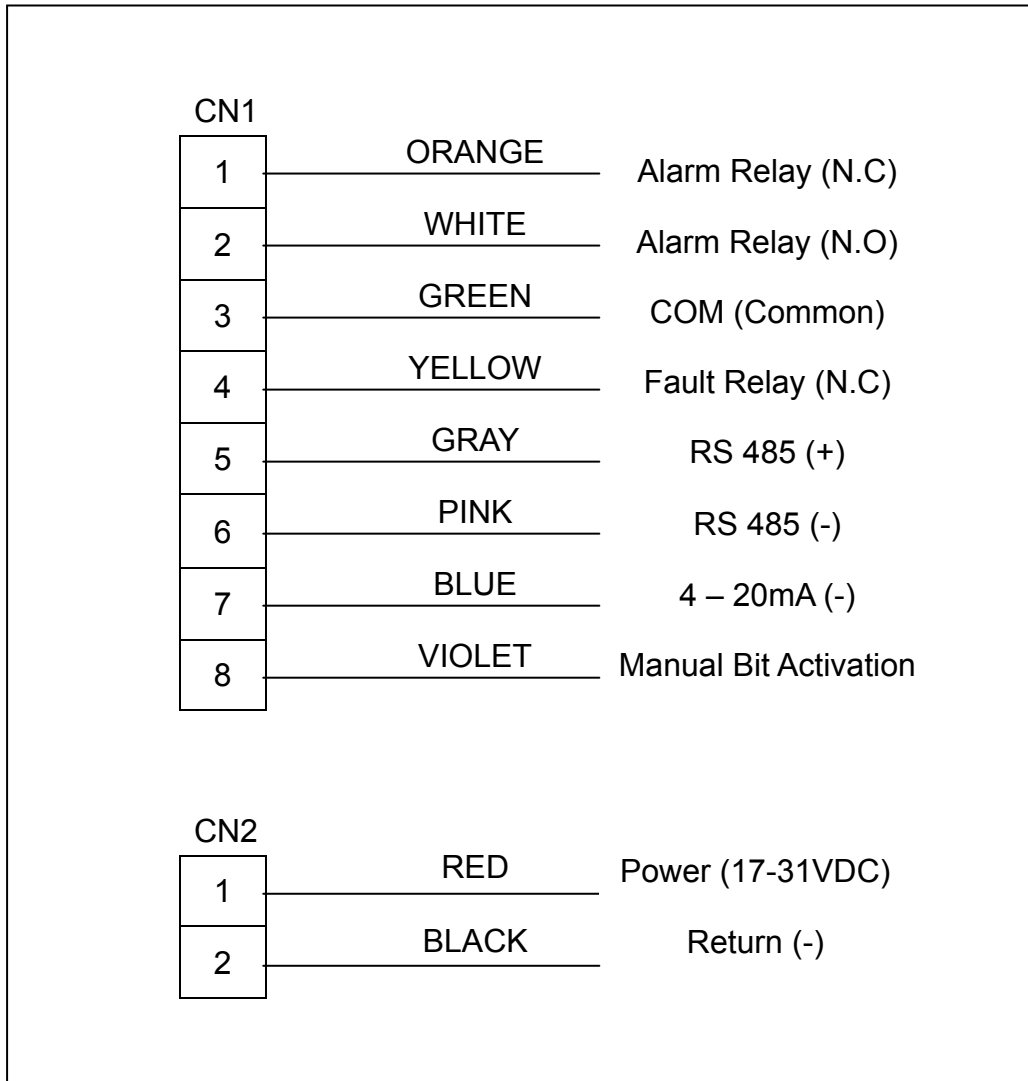 CN1
1 ORANGE Alarm Relay (N.C)
2 WHITE Alarm Relay (N.O)
3 GREEN COM (Common)
4 YELLOW Fault Relay (N.C)
5 GRAY RS 485 (+)
6 PINK RS 485 (-)
7 BLUE 4 – 20mA (-)
8 VIOLET Manual Bit Activation
CN2
1 RED Power (17-31VDC)
2 BLACK Return (-)